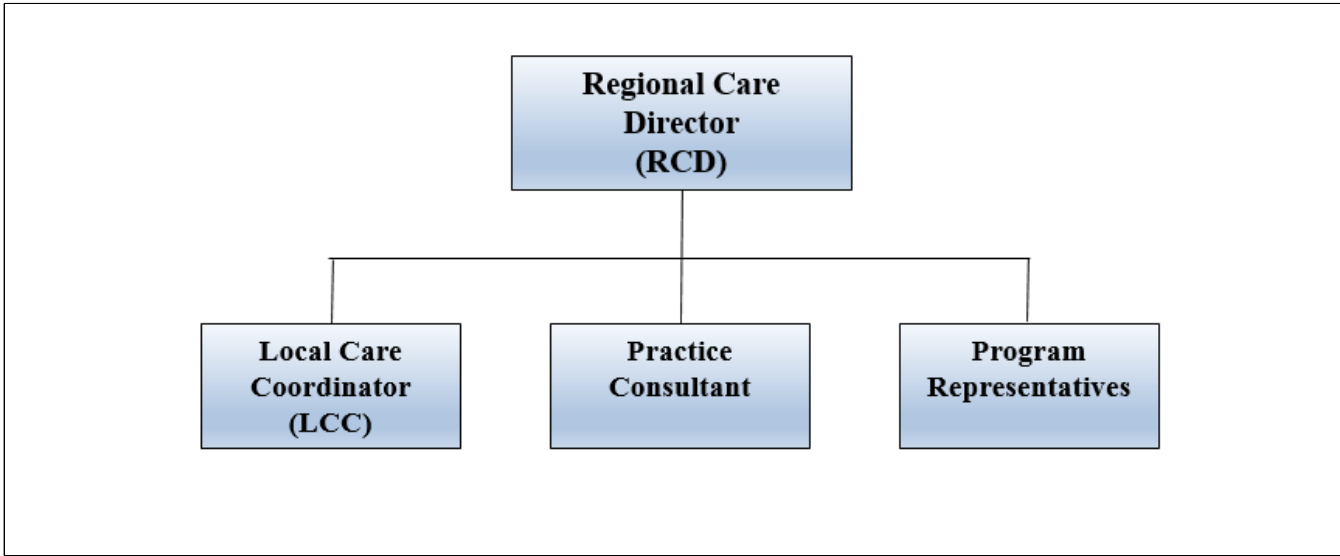 Regional Care
Director
(RCD)
Local Care
Coordinator
(LCC)
Practice
Consultant
Program
Representatives